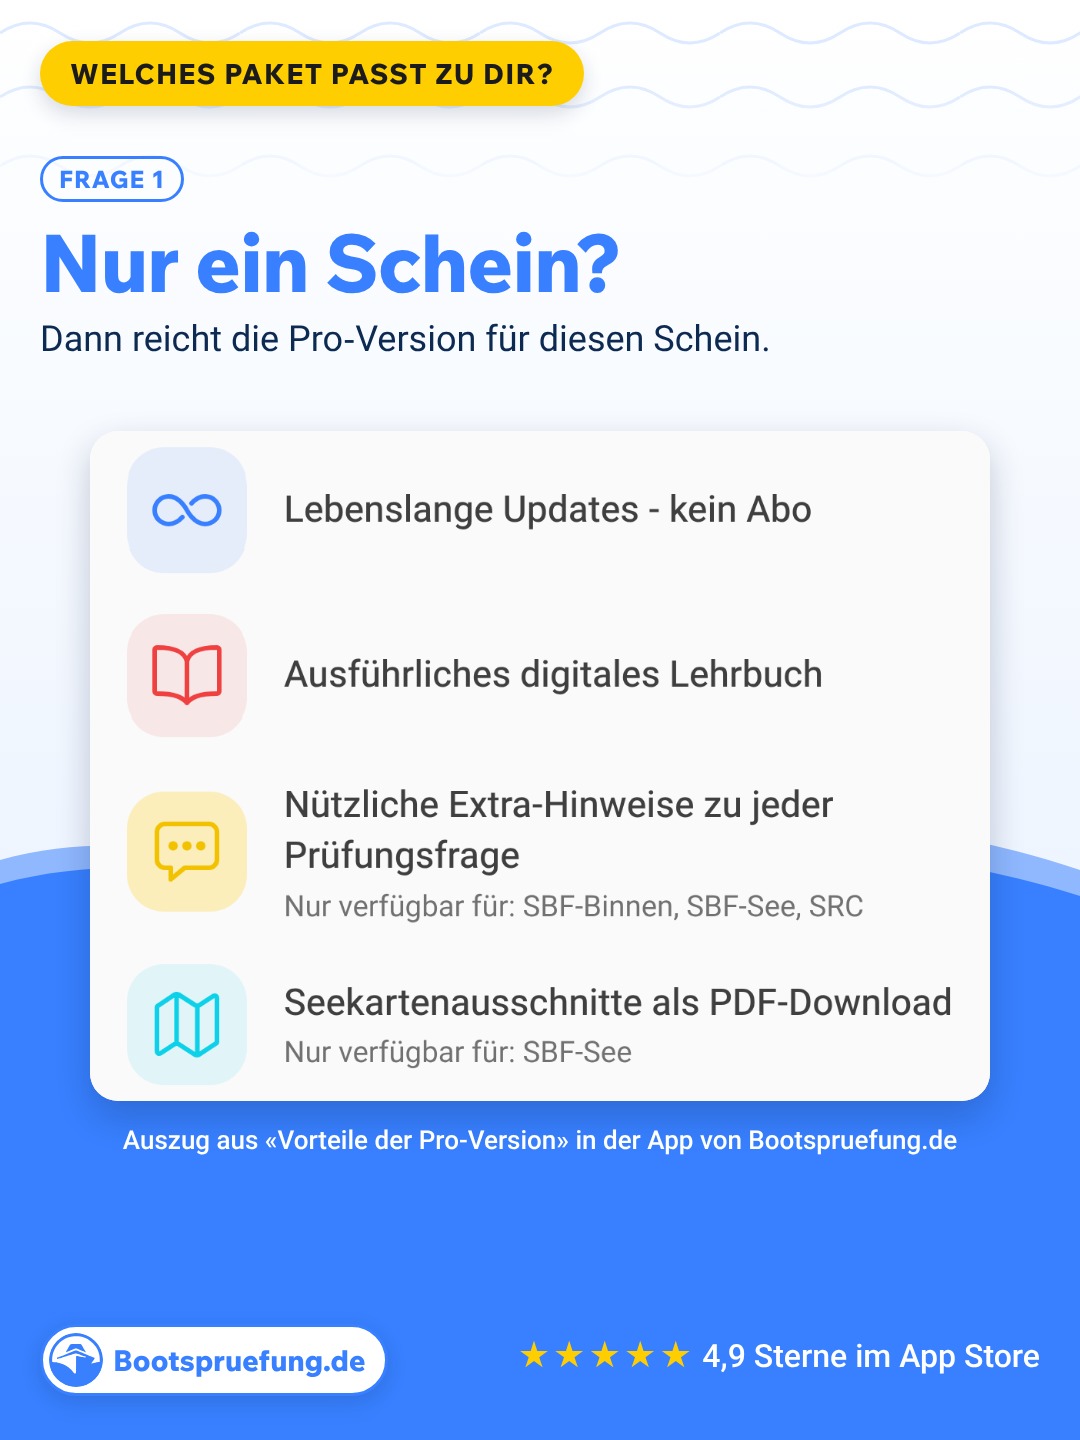 WELCHES PAKET PASST ZU DIR?
FRAGE 1
Nur ein Schein?
Dann reicht die Pro-Version für diesen Schein.
Lebenslange Updates - kein Abo
Ausführliches digitales Lehrbuch
Nützliche Extra-Hinweise zu jeder
Prüfungsfrage
Nur verfügbar für: SBF-Binnen, SBF-See, SRC
Seekartenausschnitte als PDF-Download
Nur verfügbar für: SBF-See
Auszug aus «Vorteile der Pro-Version» in der App von Bootspruefung.de
Bootspruefung.de
★★★★★ 4,9 Sterne im App Store